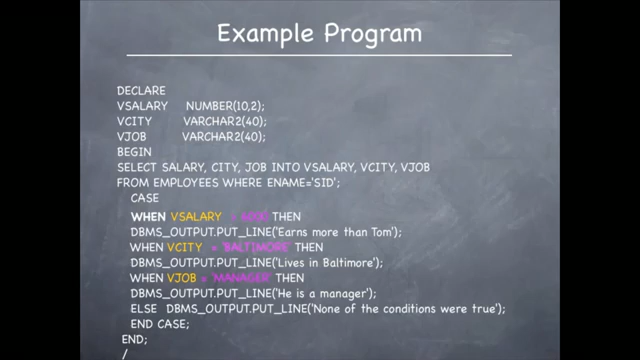 Example Program
DECLARE
VSALARY NUMBER(10,2);
VCITY VARCHAR2(40);
VJOB VARCHAR2(40);
BEGIN
SELECT SALARY, CITY, JOB INTO VSALARY, VCITY, VJOB
FROM EMPLOYEES WHERE ENAME='SID';
CASE
WHEN VSALARY THEN
DBMS_OUTPUT.PUT_LINE('Earns more than Tom');
WHEN VCITY = 'BALTIMORE' THEN
DBMS_OUTPUT.PUT_LINE('Lives in Baltimore');
WHEN VJOB = 'MANAGER' THEN
DBMS_OUTPUT.PUT_LINE('He is a manager');
ELSE DBMS_OUTPUT.PUT_LINE('None of the conditions were true');
END CASE;
END;
/